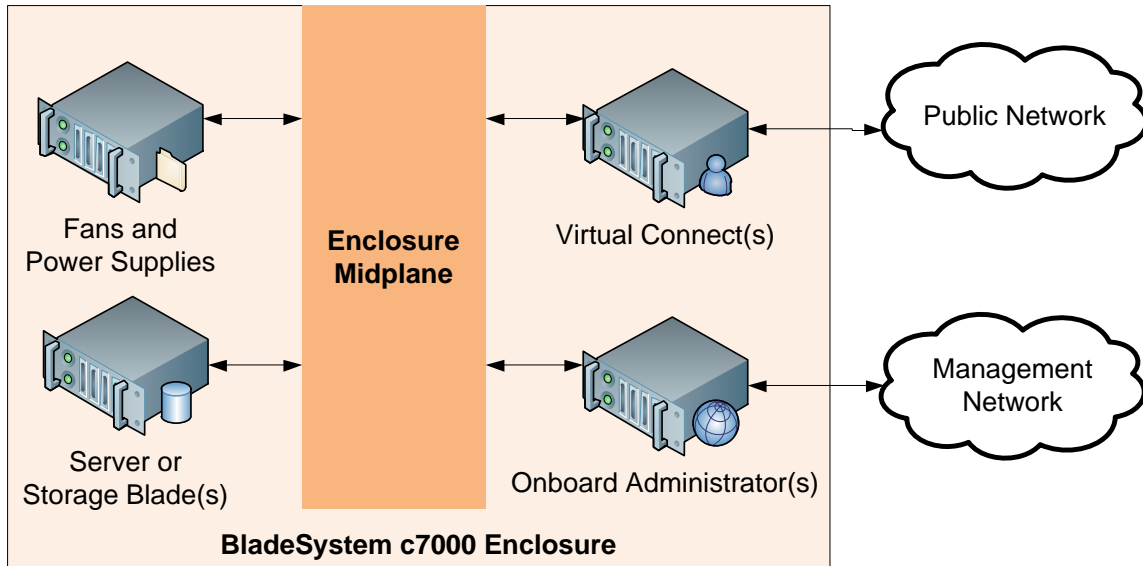 Fans and
Power Supplies
Server or
Storage Blade(s)
Enclosure
Midplane
Virtual Connect(s)
Onboard Administrator(s)
Public Network
Management
Network
BladeSystem c7000 Enclosure